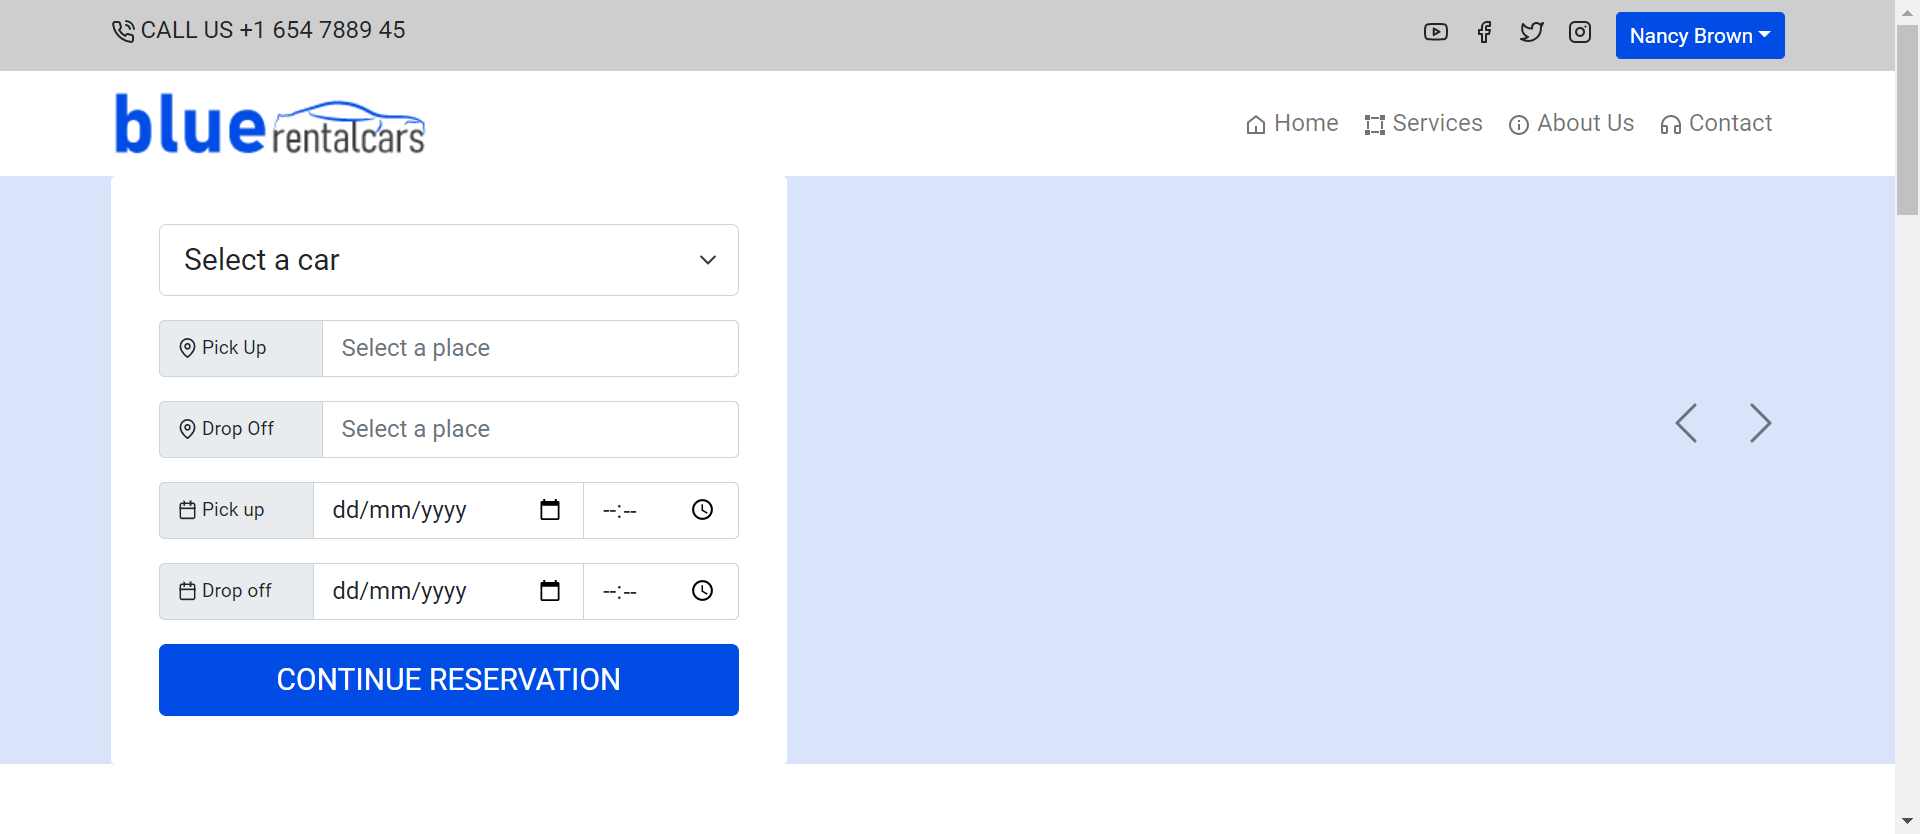 CALL US +1 654 7889 45
Nancy Brown
blue rentalcars
Home Services About Us Contact
Select a car
Pick Up Select a place
Drop Off Select a place
Pick up dd/mm/yyyy --:--
Drop off dd/mm/yyyy --:--
CONTINUE RESERVATION